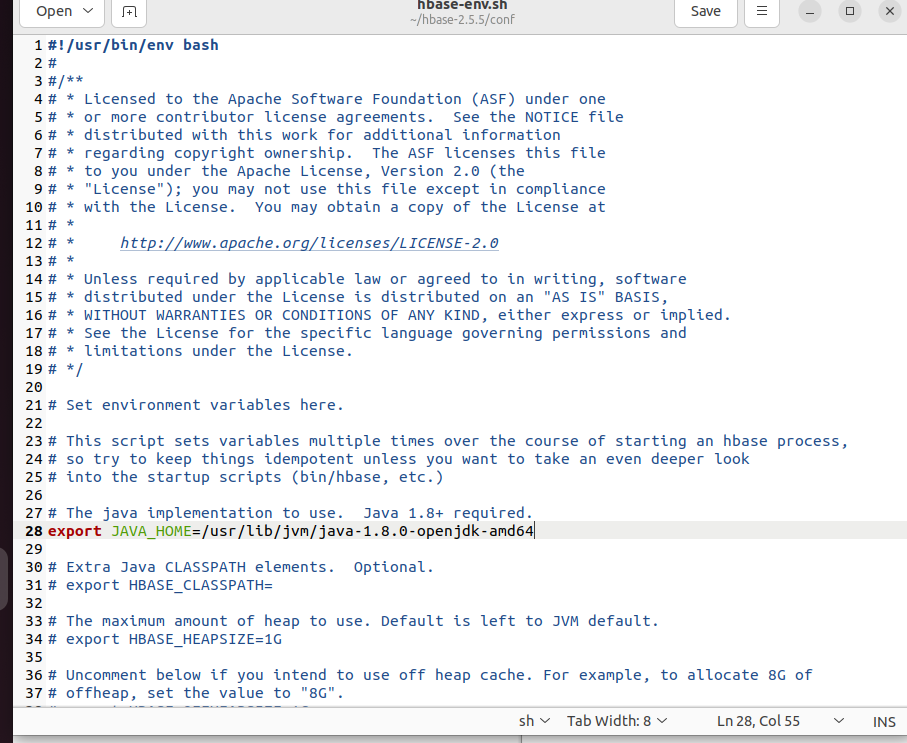 Open
hbase-env.sh
~/hbase-2.5.5/conf
Save
1 #!/usr/bin/env bash
2 #
3 #/**
4 # * Licensed to the Apache Software Foundation (ASF) under one
5 # * or more contributor license agreements.  See the NOTICE file
6 # * distributed with this work for additional information
7 # * regarding copyright ownership.  The ASF licenses this file
8 # * to you under the Apache License, Version 2.0 (the
9 # * "License"); you may not use this file except in compliance
10 # * with the License.  You may obtain a copy of the License at
11 # *
12 # *     http://www.apache.org/licenses/LICENSE-2.0
13 # *
14 # * Unless required by applicable law or agreed to in writing, software
15 # * distributed under the License is distributed on an "AS IS" BASIS,
16 # * WITHOUT WARRANTIES OR CONDITIONS OF ANY KIND, either express or implied.
17 # * See the License for the specific language governing permissions and
18 # * limitations under the License.
19 # */
20
21 # Set environment variables here.
22
23 # This script sets variables multiple times over the course of starting an hbase process,
24 # so try to keep things idempotent unless you want to take an even deeper look
25 # into the startup scripts (bin/hbase, etc.)
26
27 # The java implementation to use.  Java 1.8+ required.
28 export JAVA_HOME=/usr/lib/jvm/java-1.8.0-openjdk-amd64
29
30 # Extra Java CLASSPATH elements.  Optional.
31 # export HBASE_CLASSPATH=
32
33 # The maximum amount of heap to use. Default is left to JVM default.
34 # export HBASE_HEAPSIZE=1G
35
36 # Uncomment below if you intend to use off heap cache. For example, to allocate 8G of
37 # offheap, set the value to "8G".
sh Tab Width: 8 Ln 28, Col 55 INS